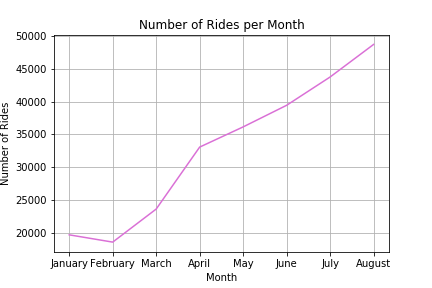 Number of Rides per Month
50000
45000
40000
35000
30000
25000
20000
Number of Rides
January February March April May June July August
Month